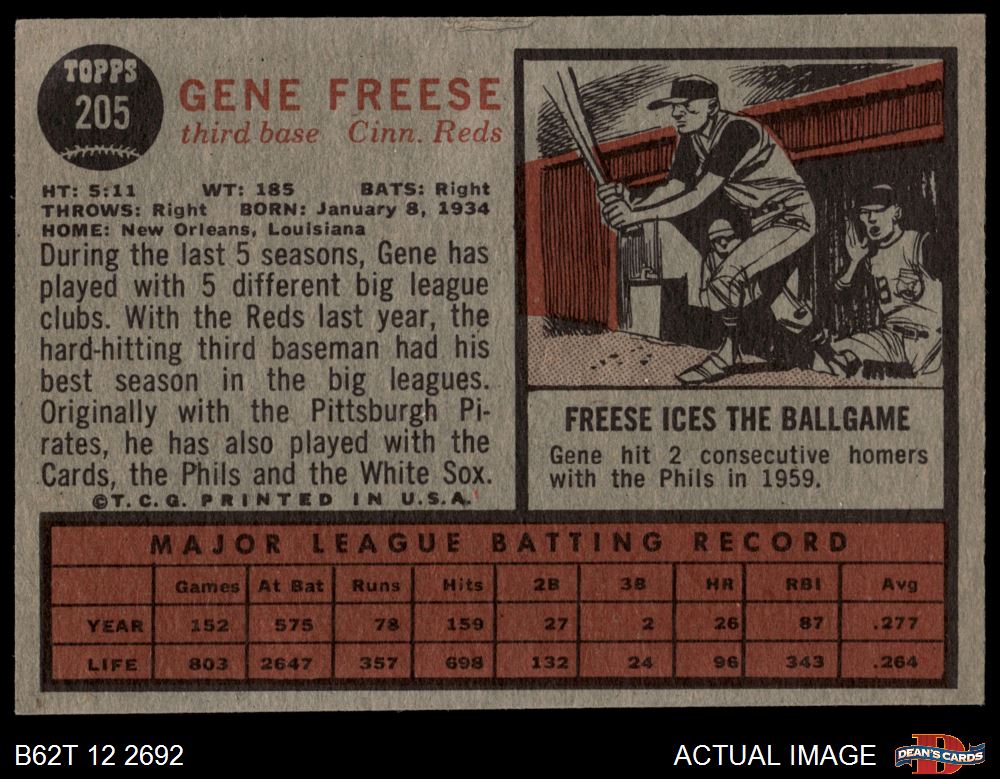 TOPPS
205
GENE FREESE
third base Cinn. Reds
HT: 5:11 WT: 185 BATS: Right
THROWS: Right BORN: January 8, 1934
HOME: New Orleans, Louisiana
During the last 5 seasons, Gene has
played with 5 different big league
clubs. With the Reds last year, the
hard-hitting third baseman had his
best season in the big leagues.
Originally with the Pittsburgh Pi-
rates, he has also played with the
Cards, the Phils and the White Sox.
©T.C.G. PRINTED IN U.S.A.
FREESE ICES THE BALLGAME
Gene hit 2 consecutive homers
with the Phils in 1959.
MAJOR LEAGUE BATTING RECORD
Games At Bat Runs Hits 2B 3B HR RBI Avg
YEAR 152 575 78 159 27 2 26 87 .277
LIFE 803 2647 357 698 132 24 96 343 .264
B62T 12 2692
ACTUAL IMAGE
DEAN'S CARDS